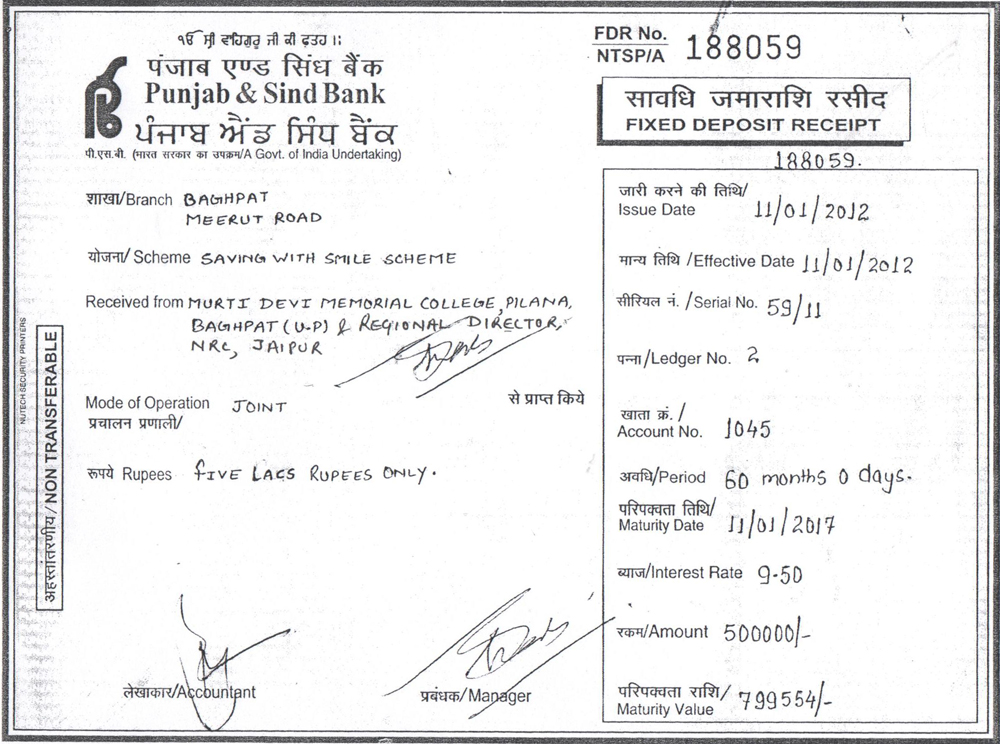 ੴ ਸ੍ਰੀ ਵਾਹਿਗੁਰੂ ਜੀ ਕੀ ਫਤਹ ।।
पंजाब एण्ड सिंध बैंक
Punjab & Sind Bank
ਪੰਜਾਬ ਐਂਡ ਸਿੰਧ ਬੈਂਕ
पी.एस.बी. (भारत सरकार का उपक्रम/A Govt. of India Undertaking)
FDR No.
NTSP/A 188059
सावधि जमाराशि रसीद
FIXED DEPOSIT RECEIPT
188059.
शाखा/Branch BAGHPAT
MEERUT ROAD
योजना/ Scheme SAVING WITH SMILE SCHEME
Received from MURTI DEVI MEMORIAL COLLEGE, PILANA,
BAGHPAT (U.P) & REGIONAL DIRECTOR,
NRC, JAIPUR
से प्राप्त किये
Mode of Operation JOINT
प्रचालन प्रणाली/
रूपये Rupees FIVE LACS RUPEES ONLY.
NUTECH SECURITY PRINTERS
अहस्तांतरणीय / NON TRANSFERABLE
लेखाकार/Accountant
प्रबंधक/Manager
जारी करने की तिथि/
Issue Date 11/01/2012
मान्य तिथि /Effective Date 11/01/2012
सीरियल नं. /Serial No. 59/11
पन्ना/Ledger No. 2
खाता क्रं. /
Account No. 1045
अवधि/Period 60 months 0 days.
परिपक्वता तिथि/
Maturity Date 11/01/2017
ब्याज/Interest Rate 9.50
रकम/Amount 500000/-
परिपक्वता राशि/
Maturity Value 799554/-